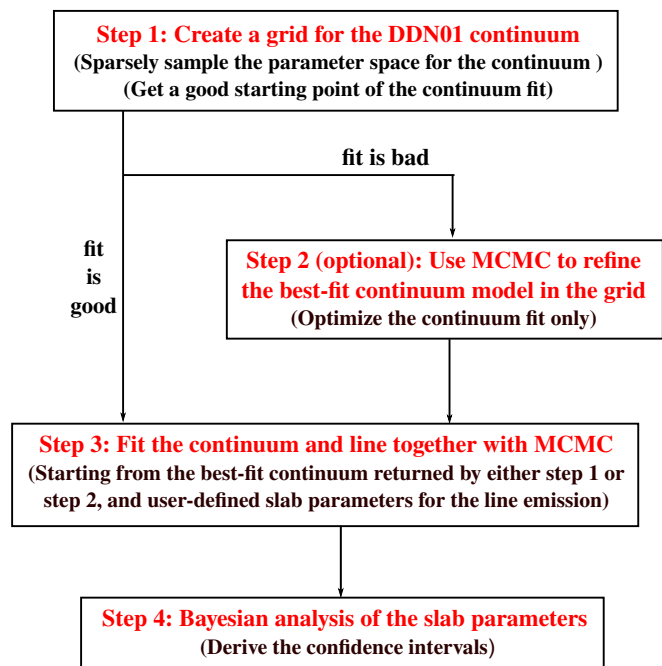 Step 1: Create a grid for the DDN01 continuum
(Sparsely sample the parameter space for the continuum )
(Get a good starting point of the continuum fit)
fit is bad
fit
is
good
Step 2 (optional): Use MCMC to refine
the best-fit continuum model in the grid
(Optimize the continuum fit only)
Step 3: Fit the continuum and line together with MCMC
(Starting from the best-fit continuum returned by either step 1 or
step 2, and user-defined slab parameters for the line emission)
Step 4: Bayesian analysis of the slab parameters
(Derive the confidence intervals)